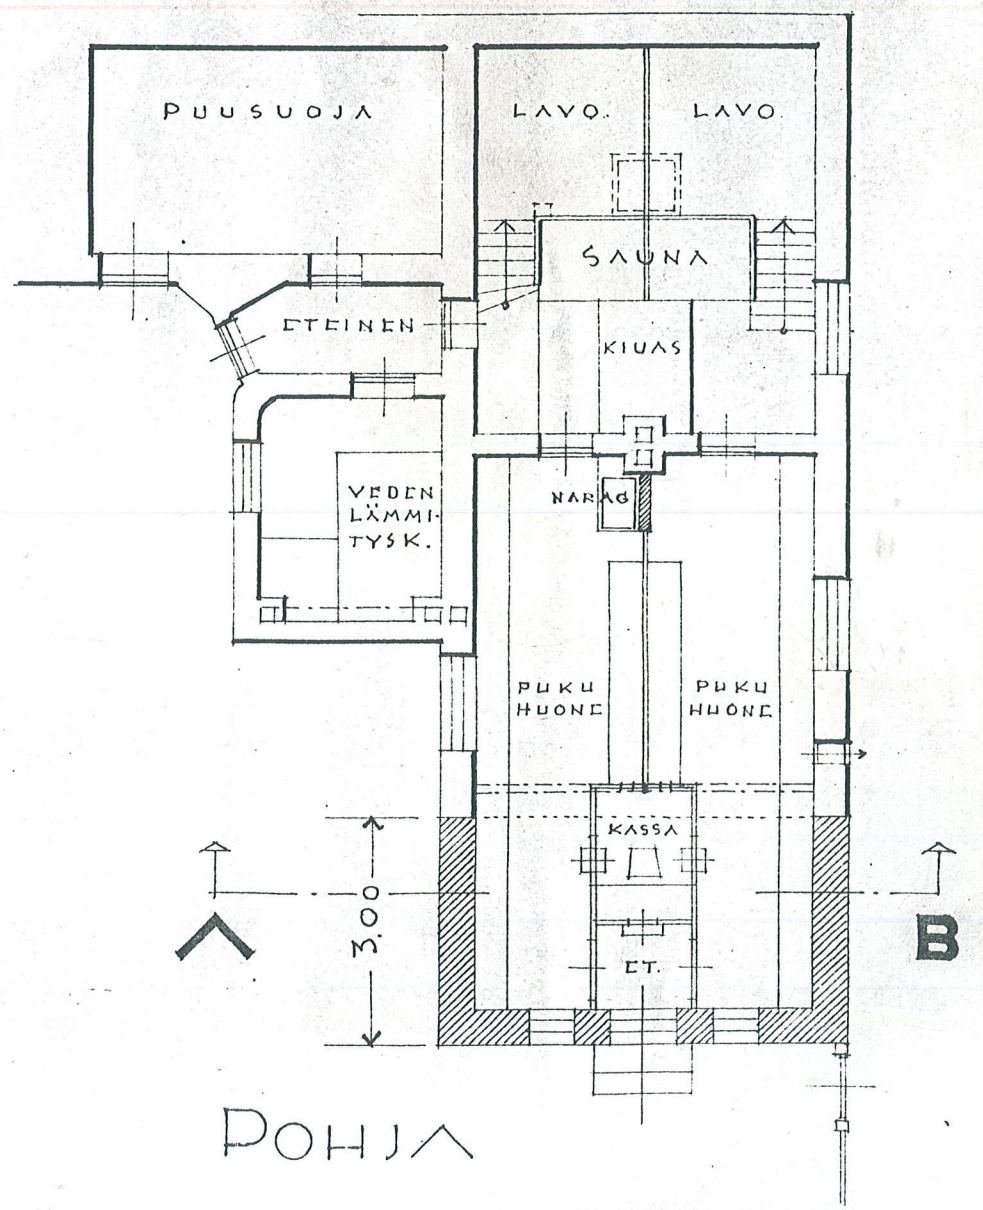 PUUSUOJA
LAVO.
LAVO.
SAUNA
ETEINEN
KIUAS
VEDEN
LÄMMI-
TYSK.
NARAG
PUKU
HUONE
PUKU
HUONE
KASSA
3.00
A
B
ET.
POHJA